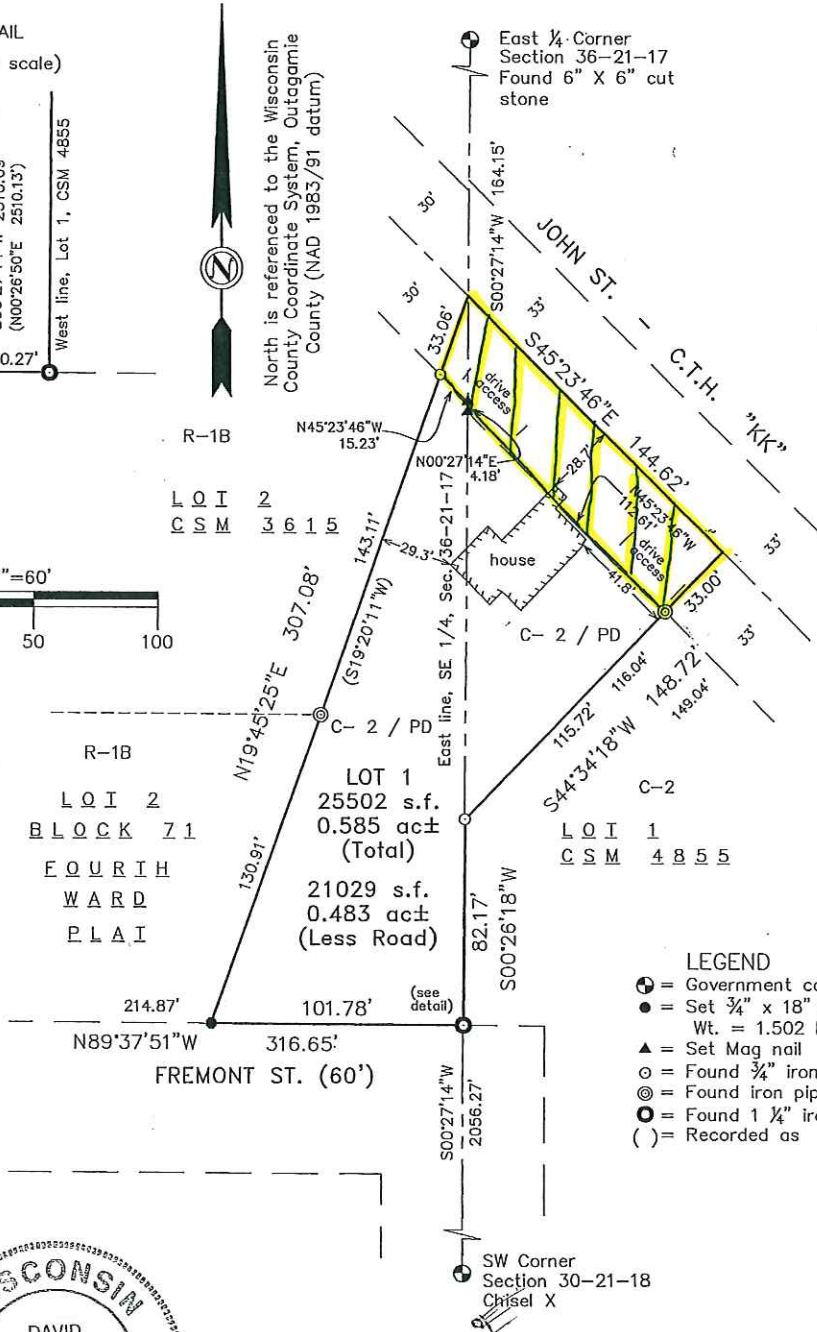 AIL
scale)
West line, Lot 1, CSM 4855
(N00°26'50"E 2510.13')
0.27'
North is referenced to the Wisconsin
County Coordinate System, Outagamie
County (NAD 1983/91 datum)
East ¼ Corner
Section 36-21-17
Found 6" X 6" cut
stone
S00°27'14"W 164.15'
JOHN ST. - C.T.H. "KK"
30'
30'
33'
33'
33'
33.06'
S45°23'46"E 144.62'
drive
access
N45°23'46"W
15.23'
N00°27'14"E
4.18'
28.7'
N45°23'46"W
112.61'
drive
access
41.8'
33.00'
R-1B
LOT 2
CSM 3615
143.11'
29.3'
house
(S19°20'11"W)
N19°45'25"E 307.08'
East line, SE 1/4, Sec. 36-21-17
C- 2 / PD
"=60'
50
100
116.04'
115.72'
148.72'
149.04'
S44°34'18"W
C- 2 / PD
R-1B
LOT 2
BLOCK 71
FOURTH
WARD
PLAT
130.91'
LOT 1
25502 s.f.
0.585 ac±
(Total)
21029 s.f.
0.483 ac±
(Less Road)
C-2
LOT 1
CSM 4855
82.17'
S00°26'18"W
214.87'
101.78'
(see
detail)
N89°37'51"W
316.65'
FREMONT ST. (60')
S00°27'14"W
2056.27'
LEGEND
= Government co
= Set ¾" x 18"
Wt. = 1.502
= Set Mag nail
= Found ¾" iron
= Found iron pip
= Found 1 ¼" iro
( )= Recorded as
SW Corner
Section 30-21-18
Chisel X
SCONSIN
DAVID